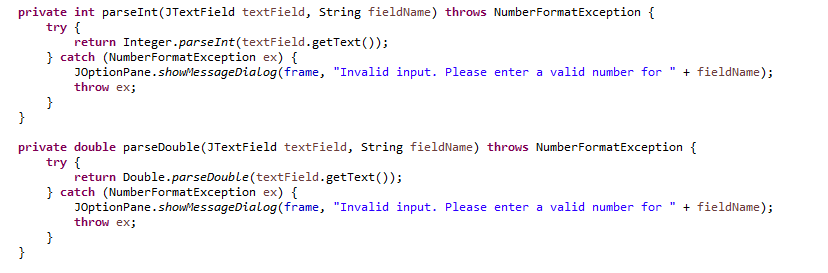 private int parseInt(JTextField textField, String fieldName) throws NumberFormatException {
try {
return Integer.parseInt(textField.getText());
} catch (NumberFormatException ex) {
JOptionPane.showMessageDialog(frame, "Invalid input. Please enter a valid number for " + fieldName);
throw ex;
}
}
private double parseDouble(JTextField textField, String fieldName) throws NumberFormatException {
try {
return Double.parseDouble(textField.getText());
} catch (NumberFormatException ex) {
JOptionPane.showMessageDialog(frame, "Invalid input. Please enter a valid number for " + fieldName);
throw ex;
}
}